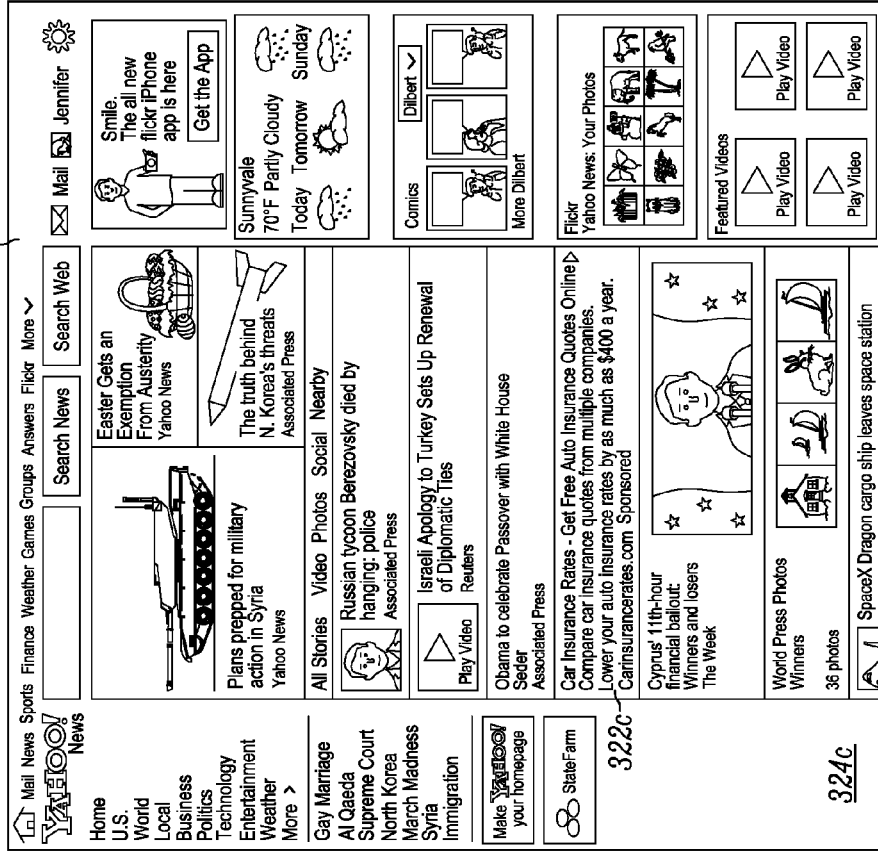 Mail News Sports Finance Weather Games Groups Answers Flickr More
YAHOO!
News
Search News
Search Web
Mail
Jennifer
Home
U.S.
World
Local
Business
Politics
Technology
Entertainment
Weather
More >
Gay Marriage
Al Qaeda
Supreme Court
North Korea
March Madness
Syria
Immigration
Make YAHOO!
your homepage
StateFarm
Plans prepped for military
action in Syria
Yahoo News
Easter Gets an
Exemption
From Austerity
Yahoo News
The truth behind
N. Korea's threats
Associated Press
All Stories Video Photos Social Nearby
Russian tycoon Berezovsky died by
hanging: police
Associated Press
Play Video
Israeli Apology to Turkey Sets Up Renewal
of Diplomatic Ties
Reuters
Obama to celebrate Passover with White House
Seder
Associated Press
322c
Car Insurance Rates - Get Free Auto Insurance Quotes Online
Compare car insurance quotes from multiple companies.
Lower your auto Insurance rates by as much as $400 a year.
Carinsurancerates.com Sponsored
Cyprus' 11th-hour
financial bailout:
Winners and losers
The Week
World Press Photos
Winners
36 photos
SpaceX Dragon cargo ship leaves space station
324c
Smile.
The all new
flickr iPhone
app is here
Get the App
Sunnyvale
70°F Partly Cloudy
Today Tomorrow Sunday
Comics
Dilbert
More Dilbert
Flickr
Yahoo News: Your Photos
Featured Videos
Play Video
Play Video
Play Video
Play Video